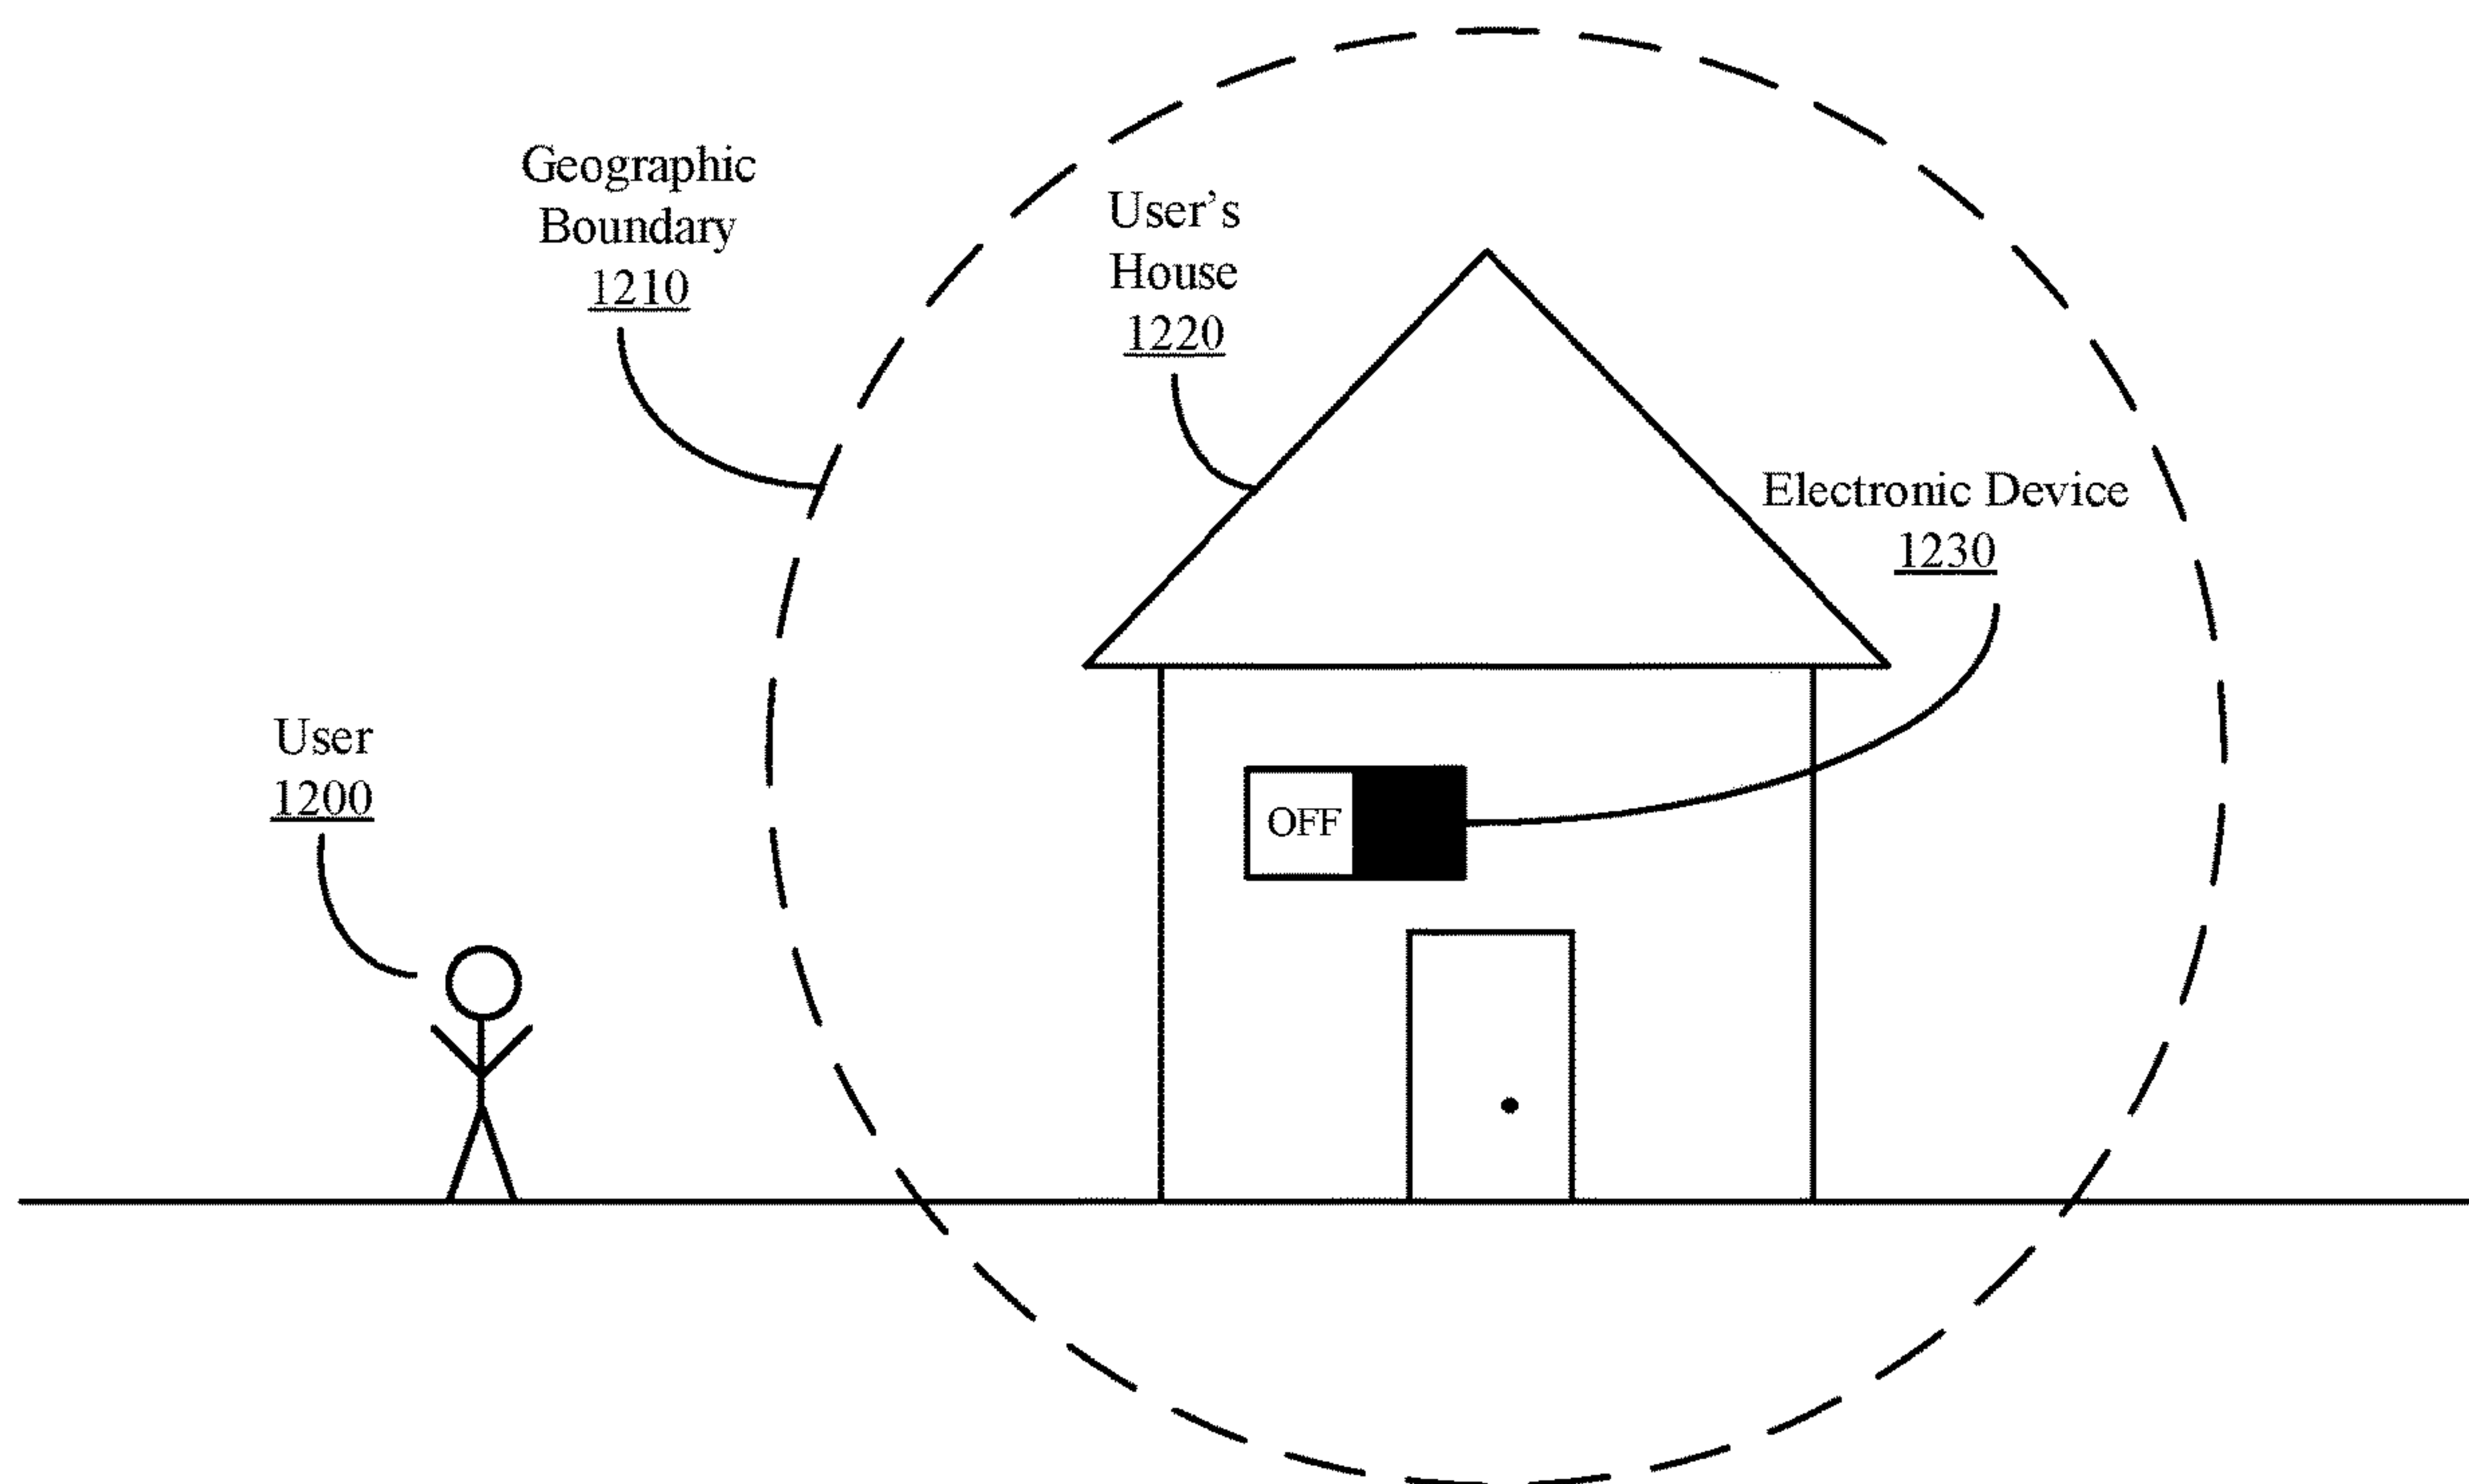 Geographic
Boundary
1210
User's
House
1220
Electronic Device
1230
User
1200
OFF